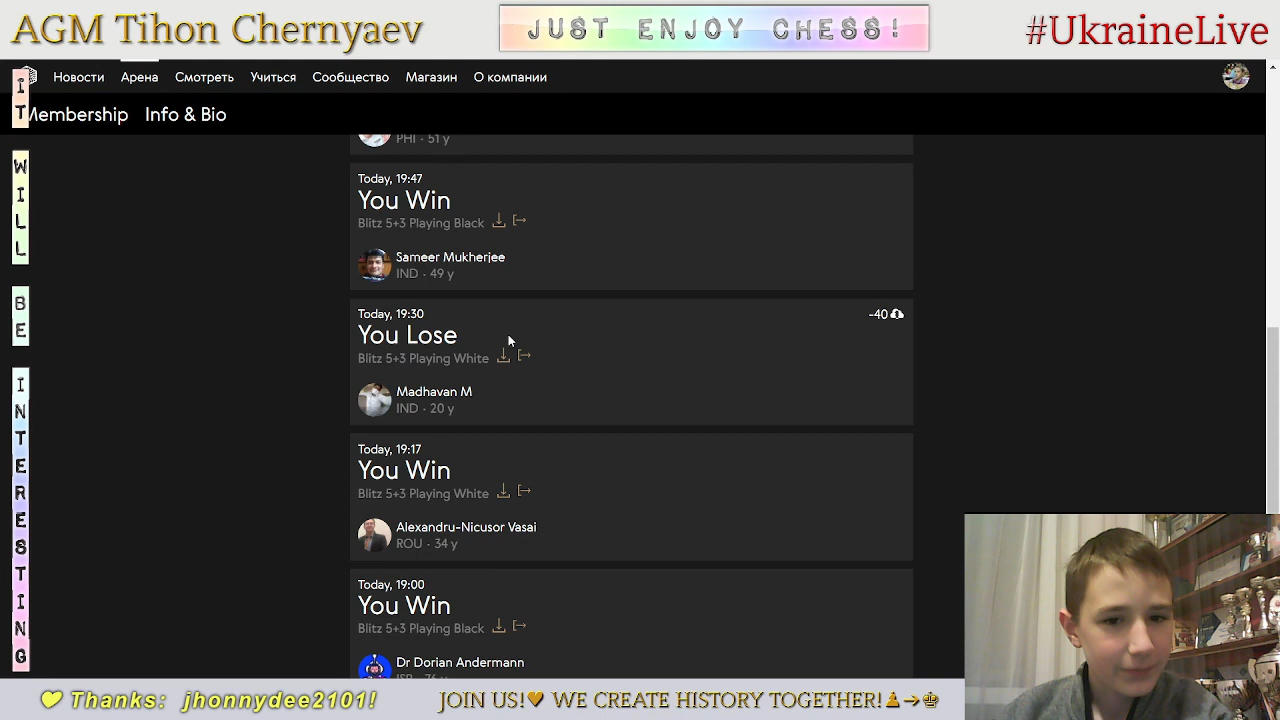 AGM Tihon Chernyaev
JUST ENJOY CHESS!
#UkraineLive
Новости Арена Смотреть Учиться Сообщество Магазин О компании
Membership Info & Bio
IT WILL BE INTERESTING
PHI - 51 y
Today, 19:47
You Win
Blitz 5+3 Playing Black
Sameer Mukherjee
IND - 49 y
Today, 19:30
-40
You Lose
Blitz 5+3 Playing White
Madhavan M
IND - 20 y
Today, 19:17
You Win
Blitz 5+3 Playing White
Alexandru-Nicusor Vasai
ROU - 34 y
Today, 19:00
You Win
Blitz 5+3 Playing Black
Dr Dorian Andermann
Thanks: jhonnydee2101!
JOIN US! WE CREATE HISTORY TOGETHER!